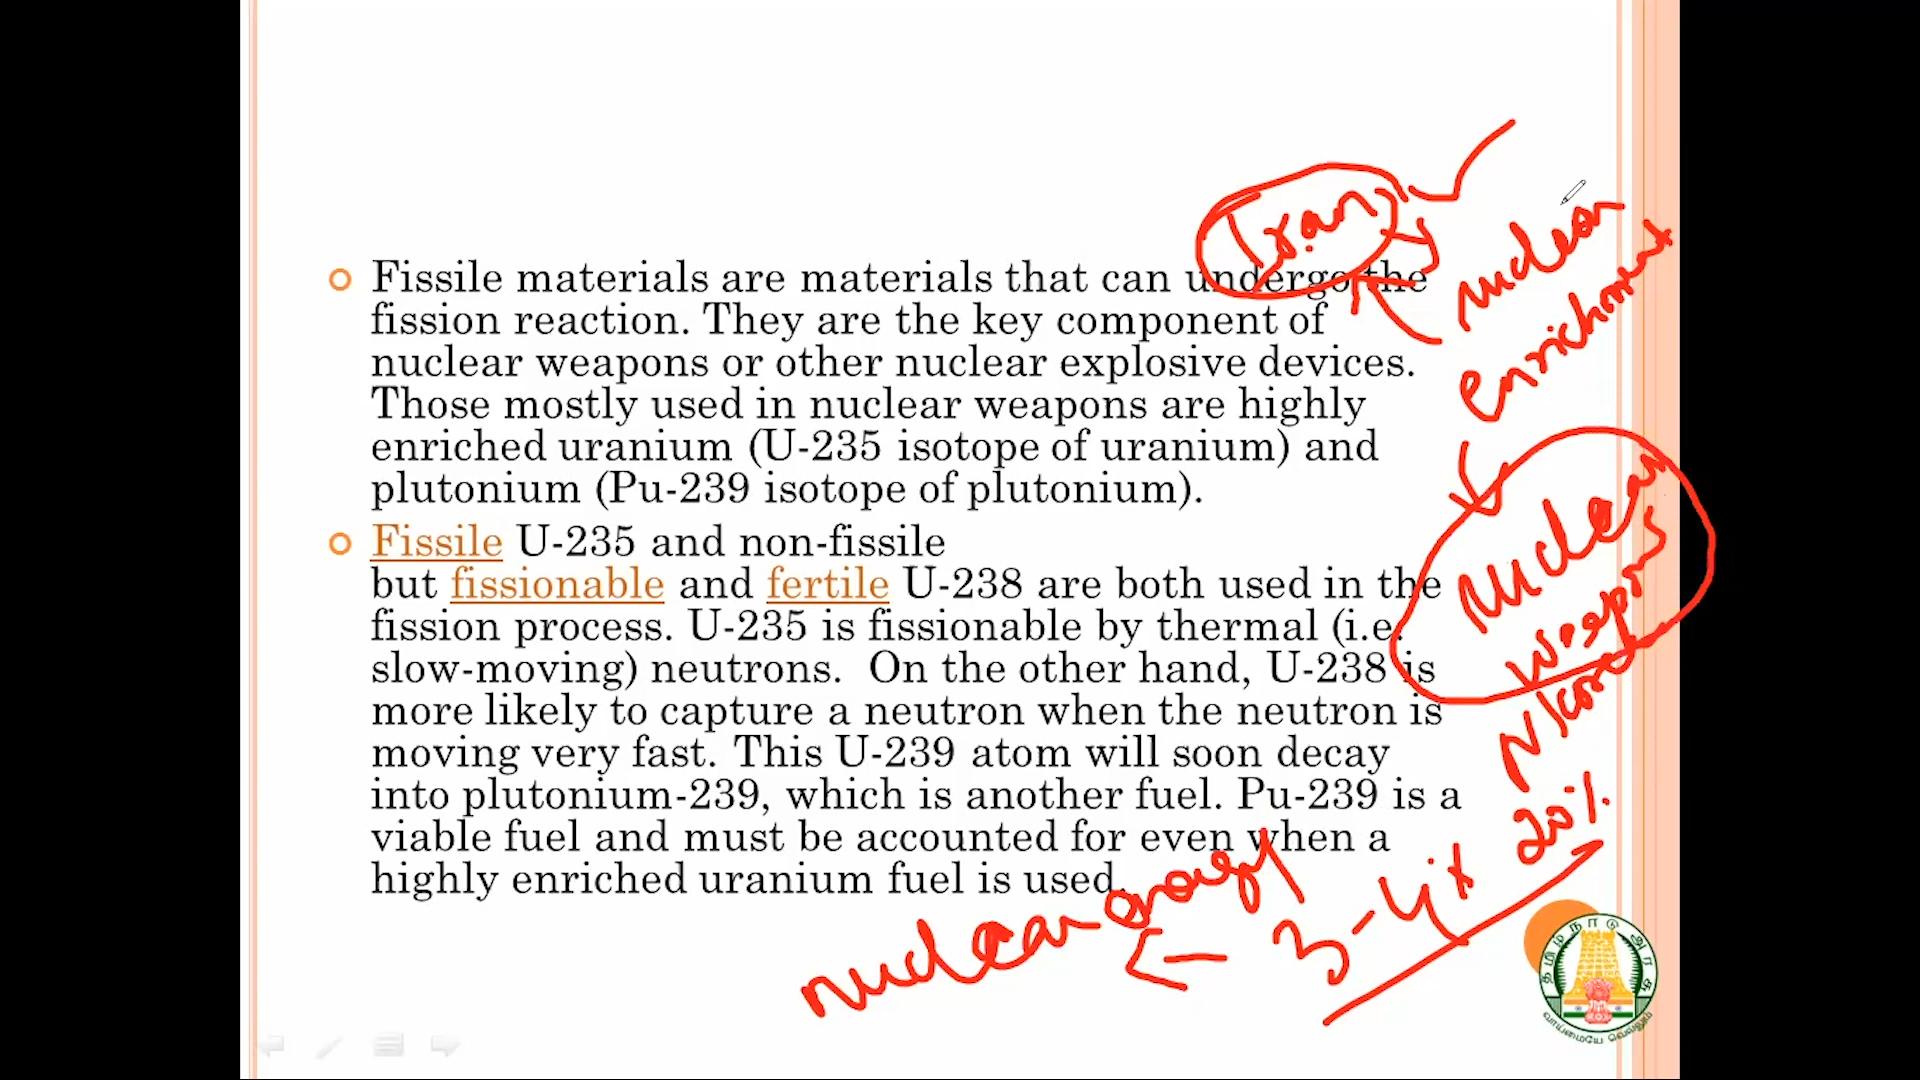 Iran
nuclear
enrichment
Fissile materials are materials that can undergo the
fission reaction. They are the key component of
nuclear weapons or other nuclear explosive devices.
Those mostly used in nuclear weapons are highly
enriched uranium (U-235 isotope of uranium) and
plutonium (Pu-239 isotope of plutonium).
Fissile U-235 and non-fissile
but fissionable and fertile U-238 are both used in the
fission process. U-235 is fissionable by thermal (i.e.
slow-moving) neutrons.  On the other hand, U-238 is
more likely to capture a neutron when the neutron is
moving very fast. This U-239 atom will soon decay
into plutonium-239, which is another fuel. Pu-239 is a
viable fuel and must be accounted for even when a
highly enriched uranium fuel is used.
nuclear
weapons
20%
3-4%
nuclear energy
தமிழ்நாடு அரசு
வாய்மையே வெல்லும்